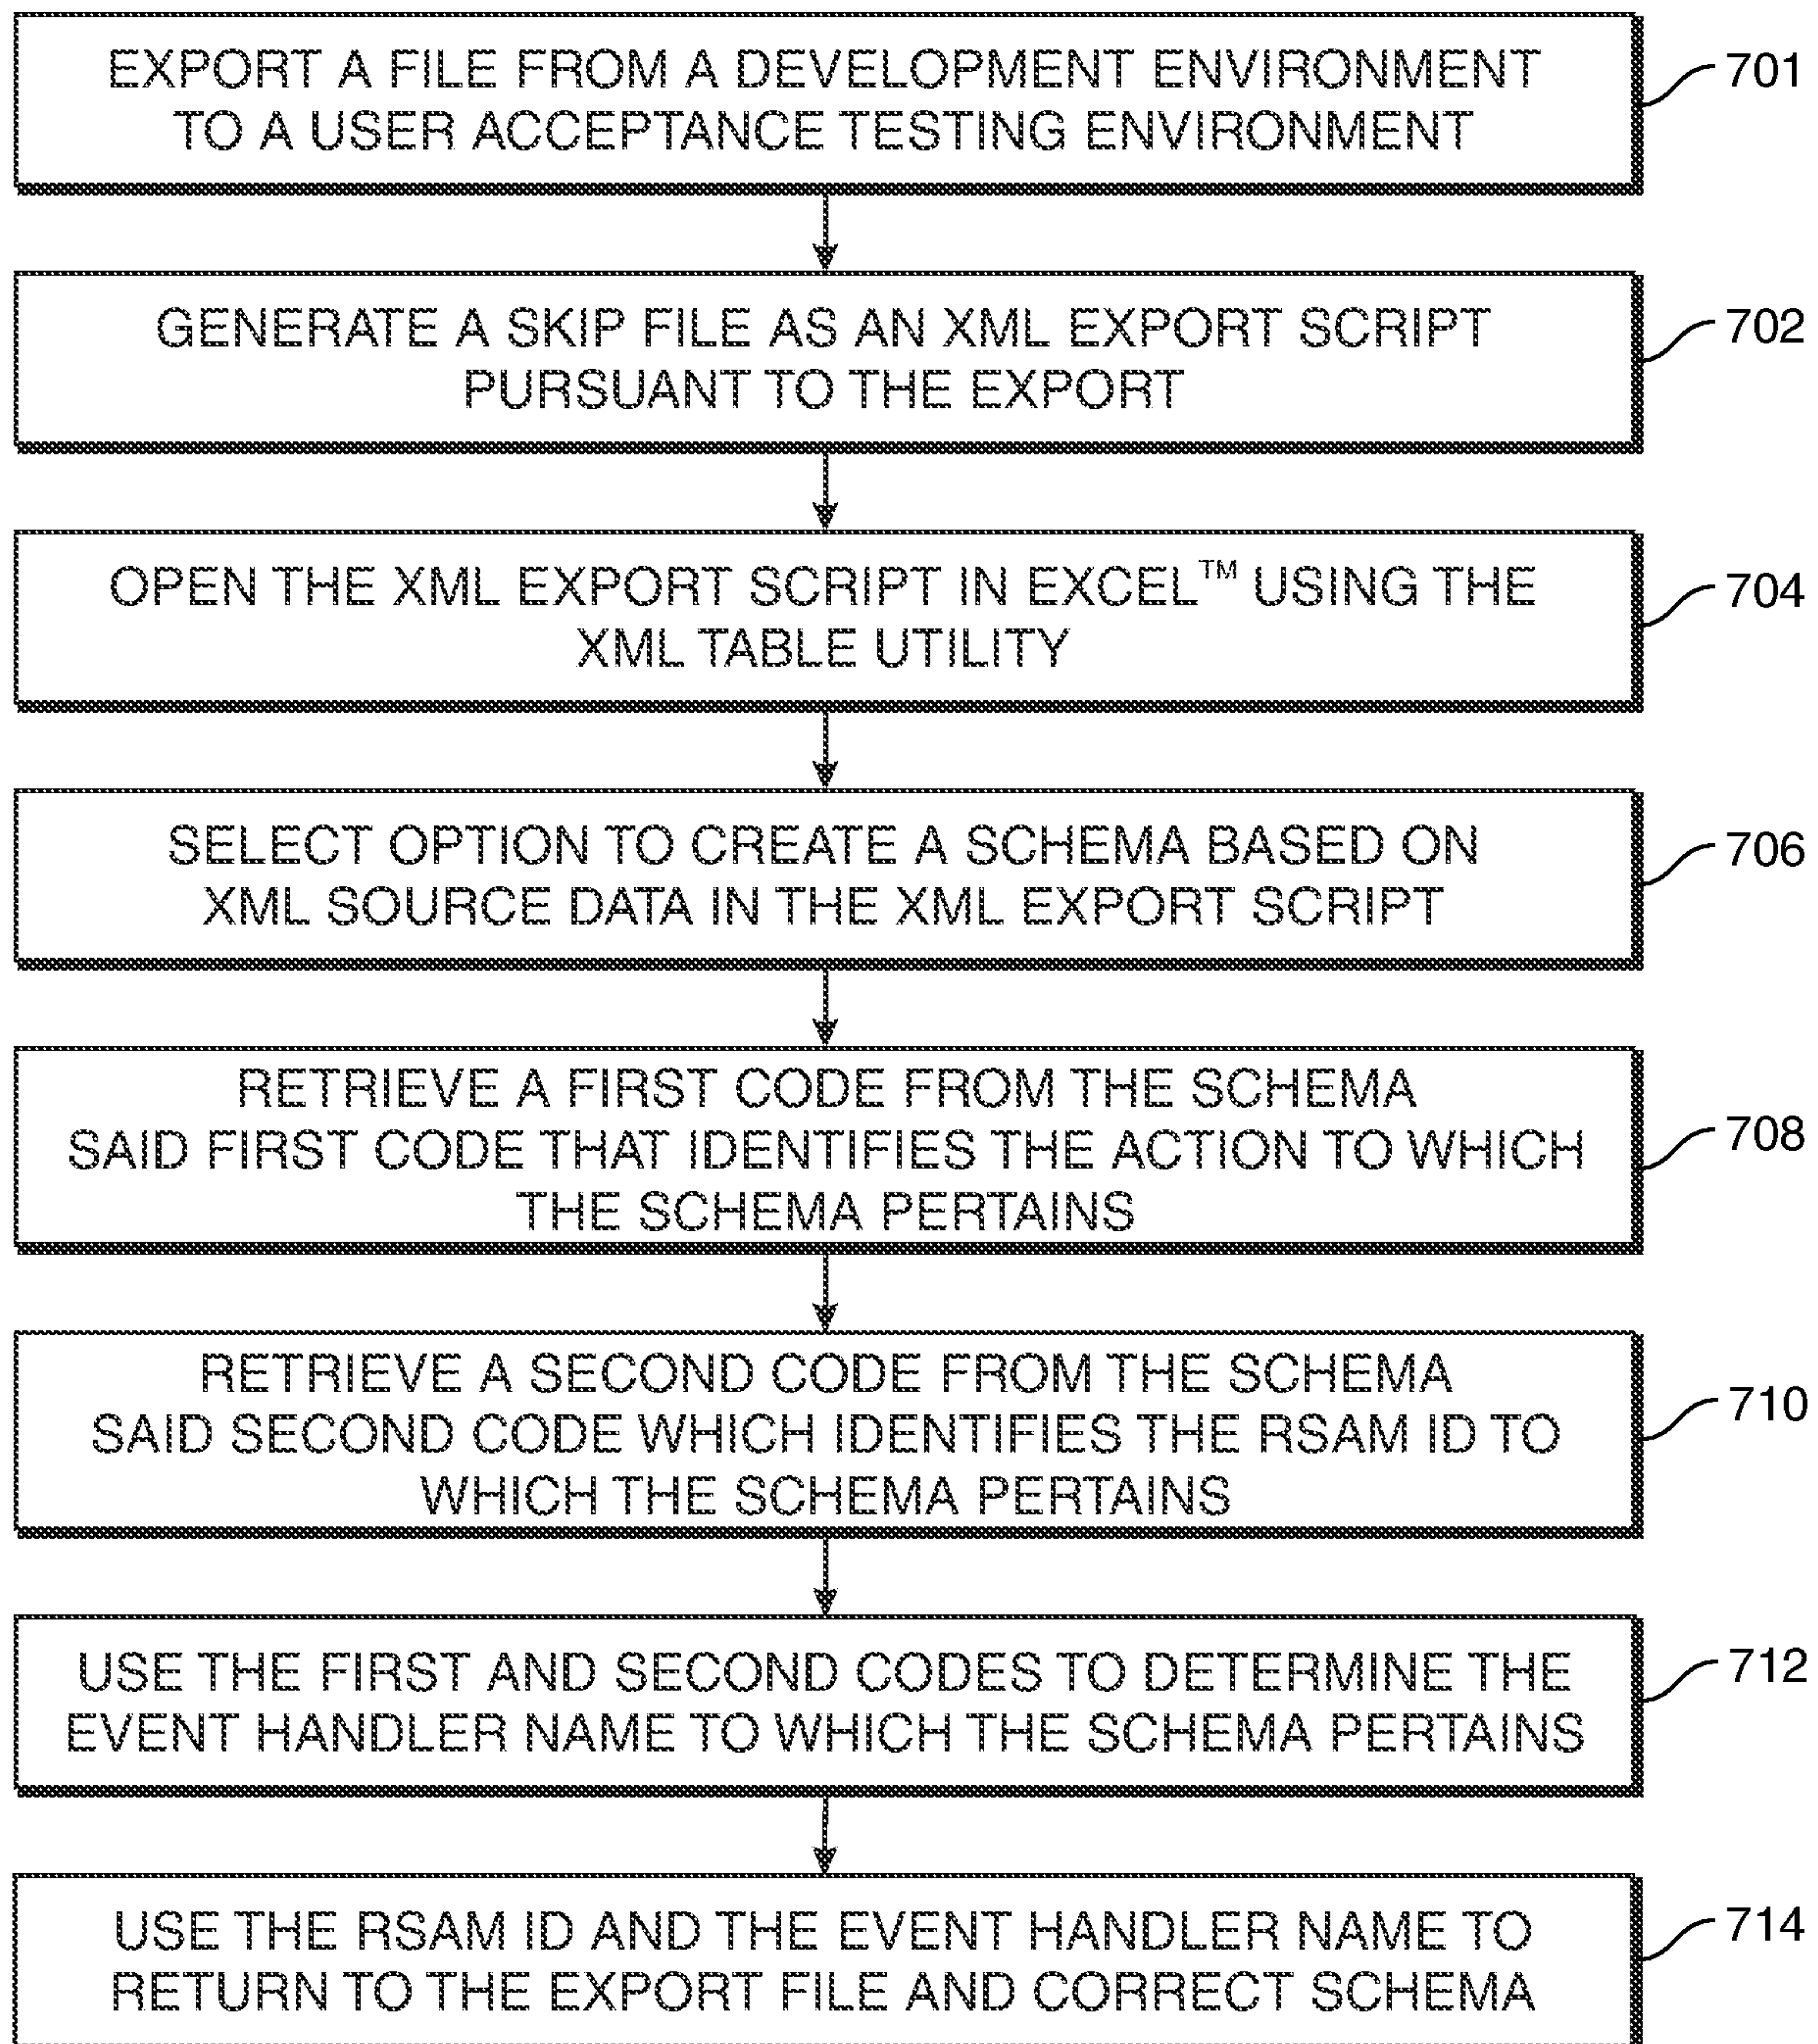 EXPORT A FILE FROM A DEVELOPMENT ENVIRONMENT
TO A USER ACCEPTANCE TESTING ENVIRONMENT
701
GENERATE A SKIP FILE AS AN XML EXPORT SCRIPT
PURSUANT TO THE EXPORT
702
OPEN THE XML EXPORT SCRIPT IN EXCEL™ USING THE
XML TABLE UTILITY
704
SELECT OPTION TO CREATE A SCHEMA BASED ON
XML SOURCE DATA IN THE XML EXPORT SCRIPT
706
RETRIEVE A FIRST CODE FROM THE SCHEMA
SAID FIRST CODE THAT IDENTIFIES THE ACTION TO WHICH
THE SCHEMA PERTAINS
708
RETRIEVE A SECOND CODE FROM THE SCHEMA
SAID SECOND CODE WHICH IDENTIFIES THE RSAM ID TO
WHICH THE SCHEMA PERTAINS
710
USE THE FIRST AND SECOND CODES TO DETERMINE THE
EVENT HANDLER NAME TO WHICH THE SCHEMA PERTAINS
712
USE THE RSAM ID AND THE EVENT HANDLER NAME TO
RETURN TO THE EXPORT FILE AND CORRECT SCHEMA
714